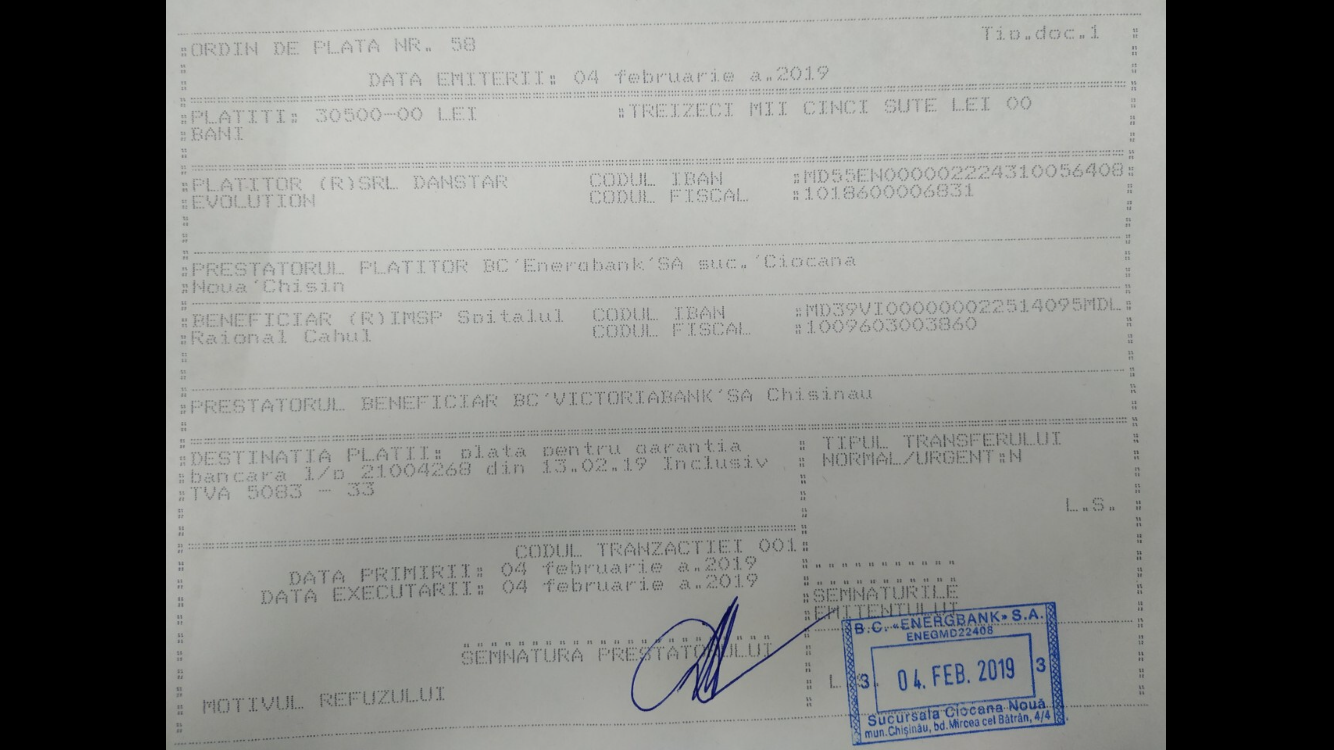 ORDIN DE PLATA NR. 58
Tip.doc.1
DATA EMITERII: 04 februarie a.2019
PLATITI: 30500-00 LEI :TREIZECI MII CINCI SUTE LEI 00
BANI
PLATITOR (R)SRL DANSTAR CODUL IBAN :MD55EN000002224310056408
EVOLUTION CODUL FISCAL :1018600006831
PRESTATORUL PLATITOR BC'Energbank'SA suc.'Ciocana
Noua'Chisin
BENEFICIAR (R)IMSP Spitalul CODUL IBAN :MD39VI000000022514095MDL
Raional Cahul CODUL FISCAL :1009603003860
PRESTATORUL BENEFICIAR BC'VICTORIABANK'SA Chisinau
DESTINATIA PLATII: plata pentru garantia
bancara l/p 21004268 din 13.02.19 Inclusiv
TVA 5083 - 33
TIPUL TRANSFERULUI
NORMAL/URGENT:N
L.S.
CODUL TRANZACTIEI 001
DATA PRIMIRII: 04 februarie a.2019
DATA EXECUTARII: 04 februarie a.2019
SEMNATURILE
EMITENTULUI
SEMNATURA PRESTATORULUI
MOTIVUL REFUZULUI
B.C. «ENERGBANK» S.A.
ENEGMD22408
3 04. FEB. 2019 3
Sucursala Ciocana Nouă
mun.Chişinău, bd.Mircea cel Bătrân, 4/4